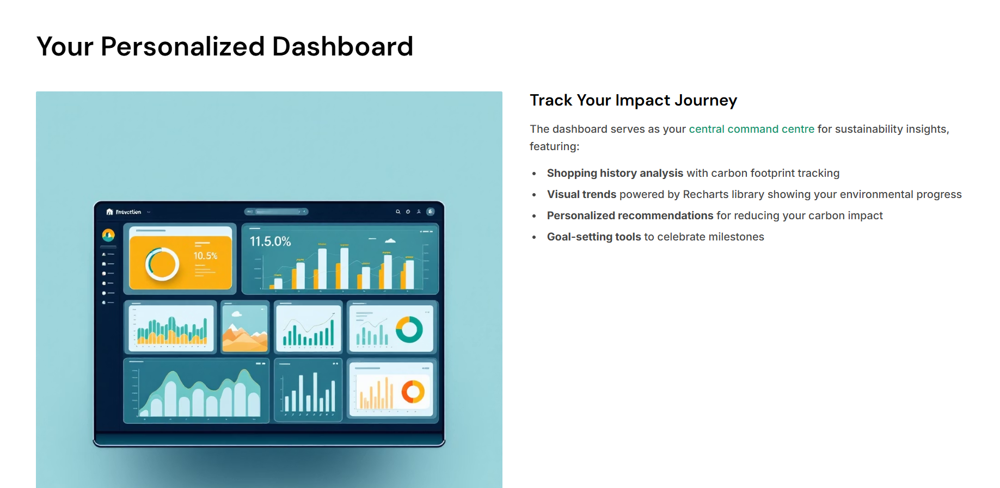 Your Personalized Dashboard
Track Your Impact Journey
The dashboard serves as your central command centre for sustainability insights,
featuring:
• Shopping history analysis with carbon footprint tracking
• Visual trends powered by Recharts library showing your environmental progress
• Personalized recommendations for reducing your carbon impact
• Goal-setting tools to celebrate milestones
10.5%
11.5.0%